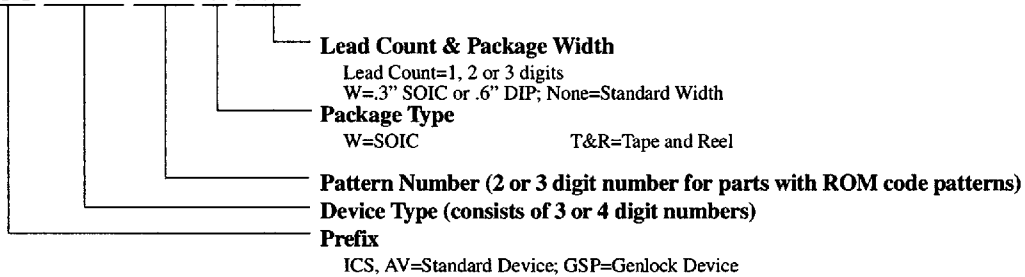 Lead Count & Package Width
Lead Count=1, 2 or 3 digits
W=.3” SOIC or .6” DIP; None=Standard Width
Package Type
W=SOIC T&R=Tape and Reel
Pattern Number (2 or 3 digit number for parts with ROM code patterns)
Device Type (consists of 3 or 4 digit numbers)
Prefix
ICS, AV=Standard Device; GSP=Genlock Device